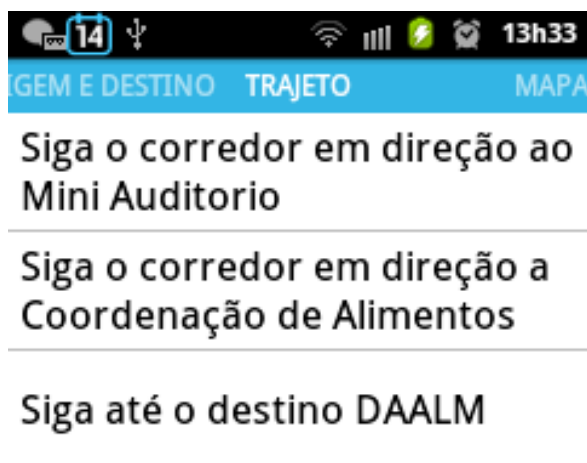 14 13h33
IGEM E DESTINO TRAJETO MAPA
Siga o corredor em direção ao
Mini Auditorio
Siga o corredor em direção a
Coordenação de Alimentos
Siga até o destino DAALM